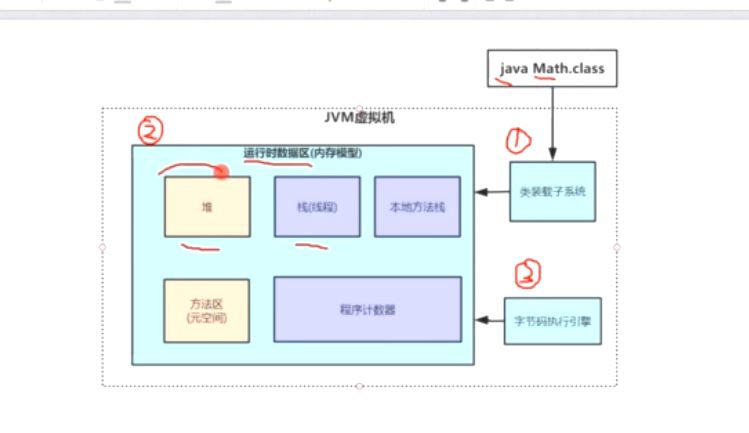 java Math.class
JVM虚拟机
②
①
运行时数据区(内存模型)
堆
栈(线程)
本地方法栈
类装载子系统
③
方法区
(元空间)
程序计数器
字节码执行引擎